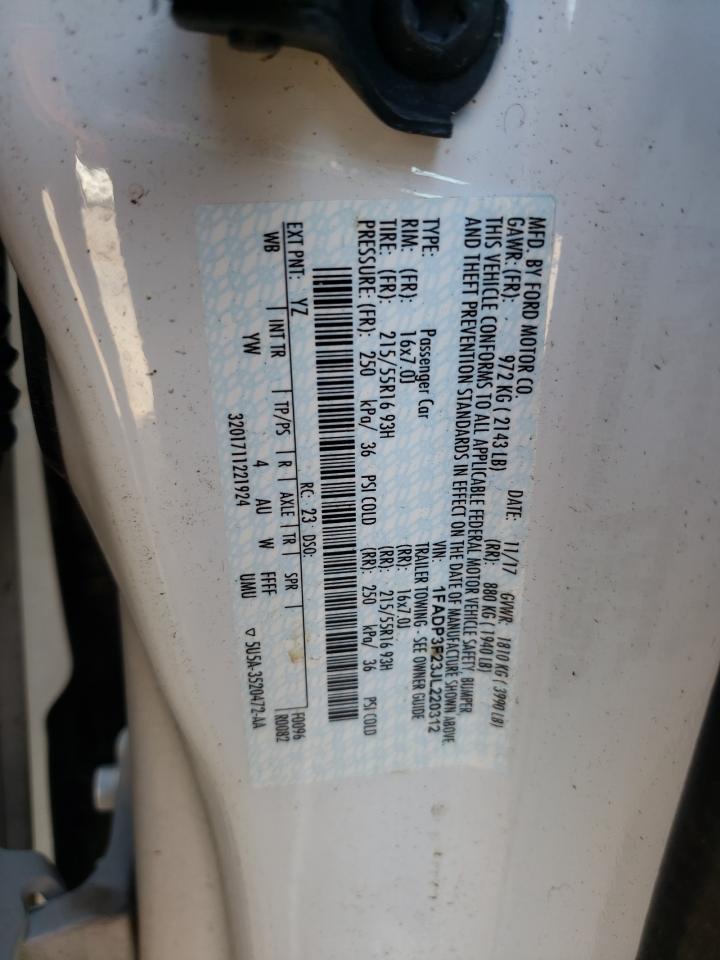 MFD. BY FORD MOTOR CO. DATE: 11/17 GVWR: 1810 KG ( 3990 LB)
GAWR: (FR): 972 KG ( 2143 LB) (RR): 880 KG ( 1940 LB)
THIS VEHICLE CONFORMS TO ALL APPLICABLE FEDERAL MOTOR VEHICLE SAFETY, BUMPER
AND THEFT PREVENTION STANDARDS IN EFFECT ON THE DATE OF MANUFACTURE SHOWN ABOVE.
VIN: 1FADP3F23JL220312
TYPE: Passenger Car TRAILER TOWING - SEE OWNER GUIDE
RIM: (FR): 16x7.0J (RR): 16x7.0J
TIRE: (FR): 215/55R16 93H (RR): 215/55R16 93H
PRESSURE: (FR): 250 kPa/ 36 PSI COLD (RR): 250 kPa/ 36 PSI COLD
EXT PNT: YZ RC: 23 DSO: F0096
WB | INT TR | TP/PS | R | AXLE | TR | SPR | R0082
YW 4 AU W FFFF
3201711221924 UMU ▽ 5U5A-3520472-AA